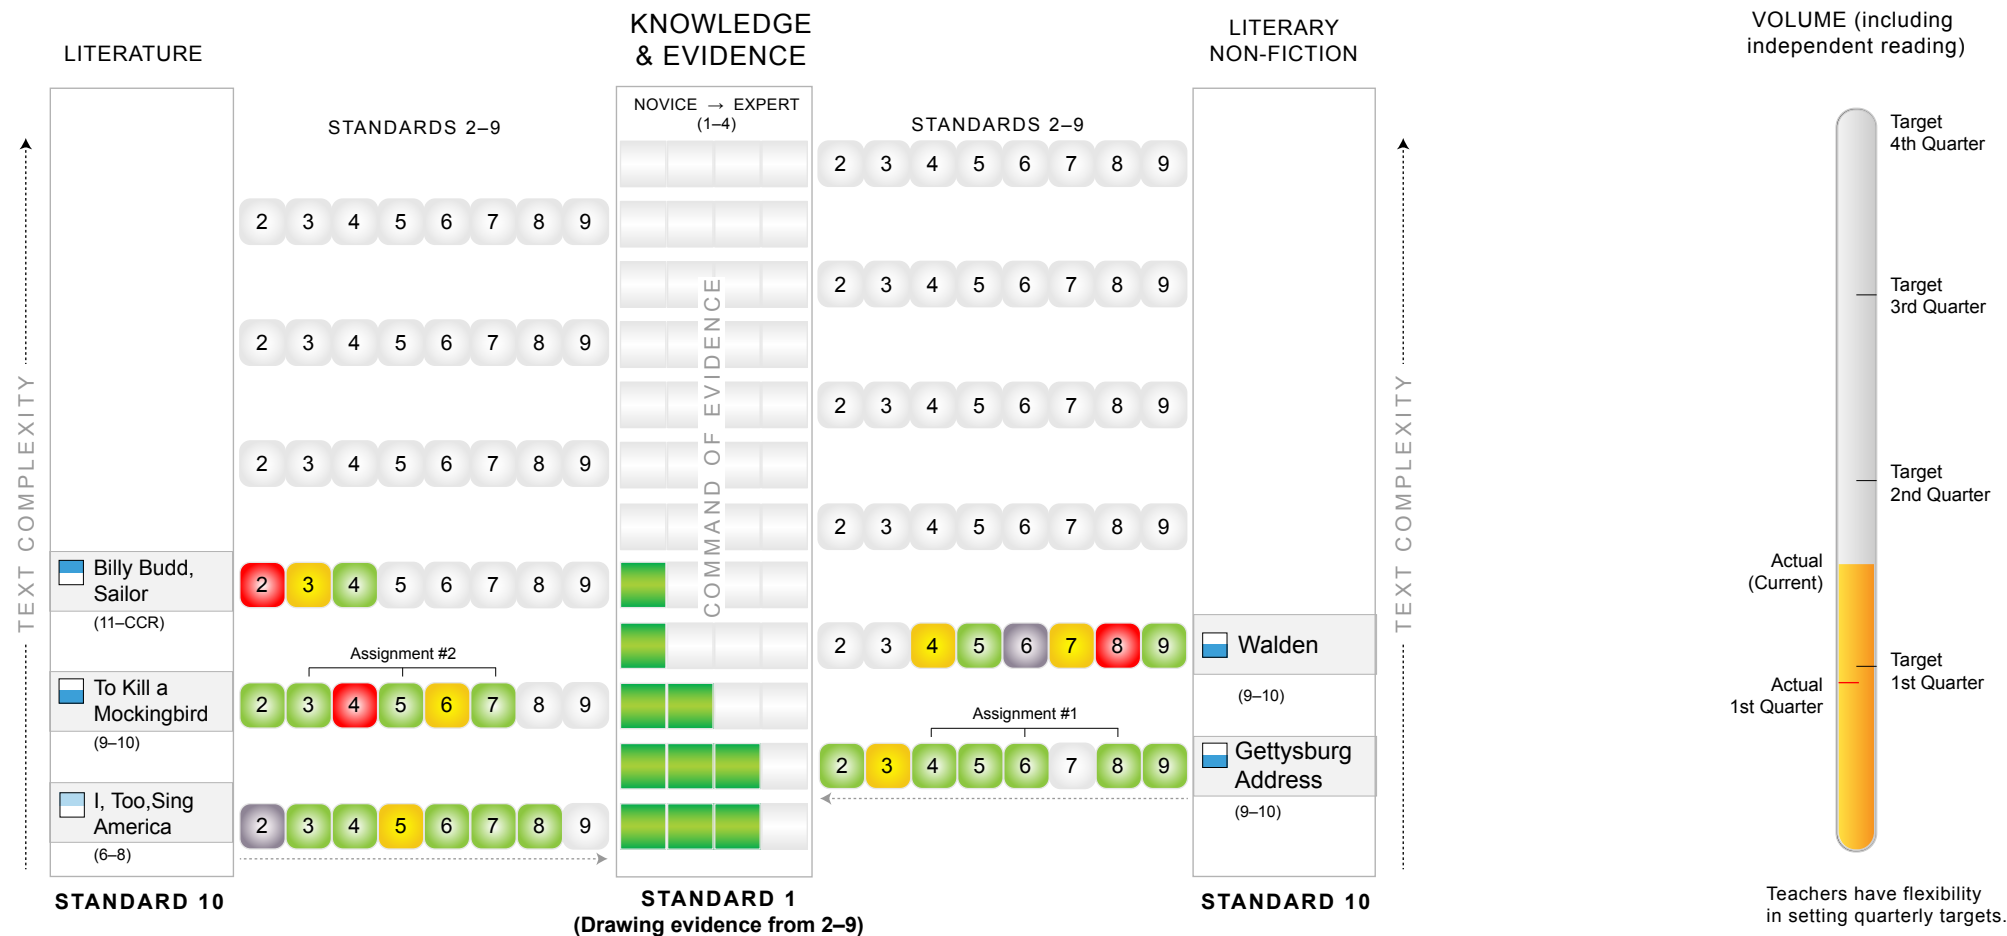 LITERATURE
KNOWLEDGE
& EVIDENCE
LITERARY
NON-FICTION
VOLUME (including
independent reading)
STANDARDS 2–9
NOVICE → EXPERT
(1–4)
STANDARDS 2–9
2 3 4 5 6 7 8 9
2 3 4 5 6 7 8 9
2 3 4 5 6 7 8 9
2 3 4 5 6 7 8 9
2 3 4 5 6 7 8 9
2 3 4 5 6 7 8 9
2 3 4 5 6 7 8 9
TEXT COMPLEXITY
COMMAND OF EVIDENCE
TEXT COMPLEXITY
Billy Budd,
Sailor
(11–CCR)
2 3 4 5 6 7 8 9
2 3 4 5 6 7 8 9
Walden
(9–10)
Assignment #2
To Kill a
Mockingbird
(9–10)
2 3 4 5 6 7 8 9
Assignment #1
2 3 4 5 6 7 8 9
Gettysburg
Address
(9–10)
I, Too,Sing
America
(6–8)
2 3 4 5 6 7 8 9
STANDARD 10
STANDARD 1
(Drawing evidence from 2–9)
STANDARD 10
Target
4th Quarter
Target
3rd Quarter
Target
2nd Quarter
Actual
(Current)
Target
1st Quarter
Actual
1st Quarter
Teachers have flexibility
in setting quarterly targets.